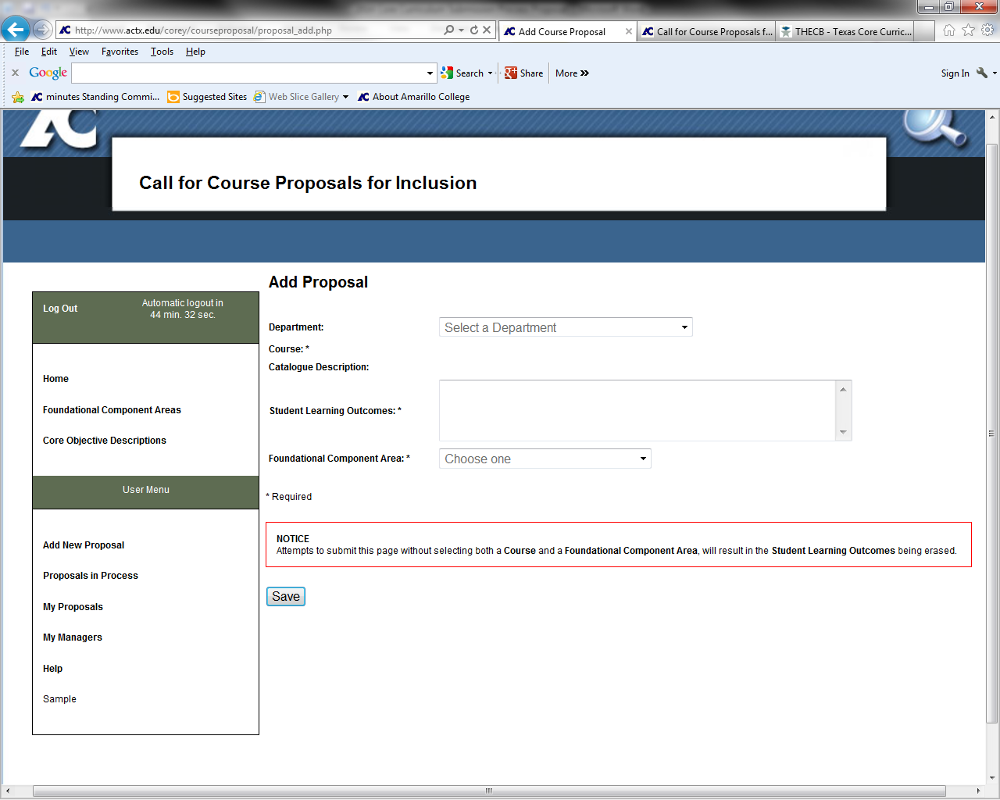 http://www.actx.edu/corey/courseproposal/proposal_add.php
Add Course Proposal
Call for Course Proposals f...
THECB - Texas Core Curric...
File Edit View Favorites Tools Help
Google Search Share More Sign In
minutes Standing Commi... Suggested Sites Web Slice Gallery About Amarillo College
AC
Call for Course Proposals for Inclusion
Add Proposal
Log Out
Automatic logout in
44 min. 32 sec.
Home
Foundational Component Areas
Core Objective Descriptions
User Menu
Add New Proposal
Proposals in Process
My Proposals
My Managers
Help
Sample
Department: Select a Department
Course: *
Catalogue Description:
Student Learning Outcomes: *
Foundational Component Area: * Choose one
* Required
NOTICE
Attempts to submit this page without selecting both a Course and a Foundational Component Area, will result in the Student Learning Outcomes being erased.
Save